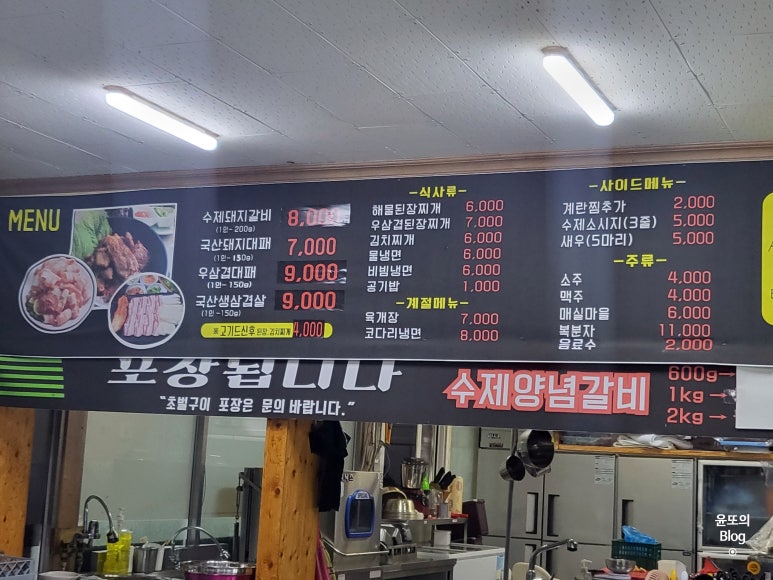 MENU
수제돼지갈비 8,000
(1인- 200g)
국산돼지대패 7,000
(1인- 130g)
우삼겹대패 9,000
(1인-150g)
국산생삼겹살 9,000
(1인-150g)
※ 고기드신후 된장.김치찌개 4,000
-식사류-
해물된장찌개 6,000
우삼겹된장찌개 7,000
김치찌개 6,000
물냉면 6,000
비빔냉면 6,000
공기밥 1,000
-계절메뉴-
육개장 7,000
코다리냉면 8,000
-사이드메뉴-
계란찜추가 2,000
수제소시지(3줄) 5,000
새우(5마리) 5,000
-주류-
소주 4,000
맥주 4,000
매실마을 6,000
복분자 11,000
음료수 2,000
포장됩니다
"초벌구이 포장은 문의 바랍니다."
수제양념갈비
600g→
1kg→
2kg→
윤또의
Blog